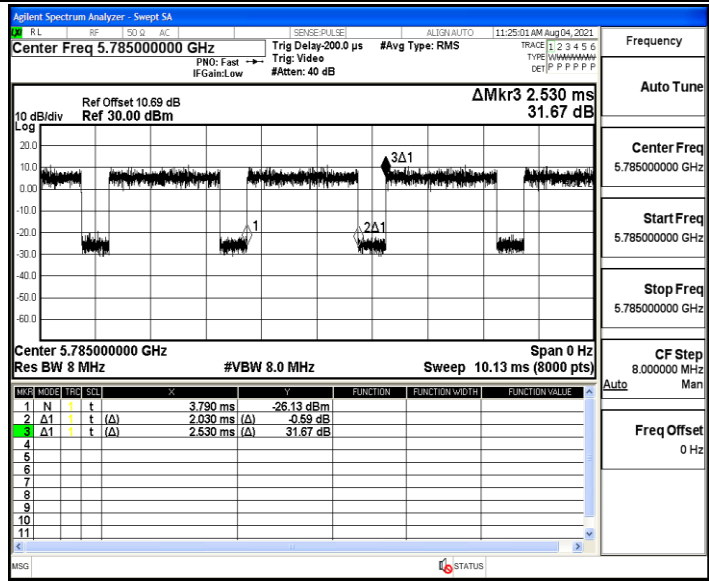 Agilent Spectrum Analyzer - Swept SA
RL RF 50 Ω AC SENSE:PULSE ALIGN AUTO 11:25:01 AM Aug 04, 2021
Center Freq 5.785000000 GHz
PNO: Fast
IFGain:Low
Trig Delay-200.0 µs
Trig: Video
#Atten: 40 dB
#Avg Type: RMS
TRACE 1 2 3 4 5 6
TYPE WWWWWW
DET P P P P P P
Ref Offset 10.69 dB
10 dB/div Ref 30.00 dBm
Log
ΔMkr3 2.530 ms
31.67 dB
20.0
10.0
0.00
-10.0
-20.0
-30.0
-40.0
-50.0
-60.0
3Δ1
1
2Δ1
Center 5.785000000 GHz Span 0 Hz
Res BW 8 MHz #VBW 8.0 MHz Sweep 10.13 ms (8000 pts)
MKR MODE TRC SCL X Y FUNCTION FUNCTION WIDTH FUNCTION VALUE
1 N 1 t 3.790 ms -26.13 dBm
2 Δ1 1 t (Δ) 2.030 ms (Δ) -0.59 dB
3 Δ1 1 t (Δ) 2.530 ms (Δ) 31.67 dB
4
5
6
7
8
9
10
11
MSG STATUS
Frequency
Auto Tune
Center Freq
5.785000000 GHz
Start Freq
5.785000000 GHz
Stop Freq
5.785000000 GHz
CF Step
8.000000 MHz
Auto Man
Freq Offset
0 Hz